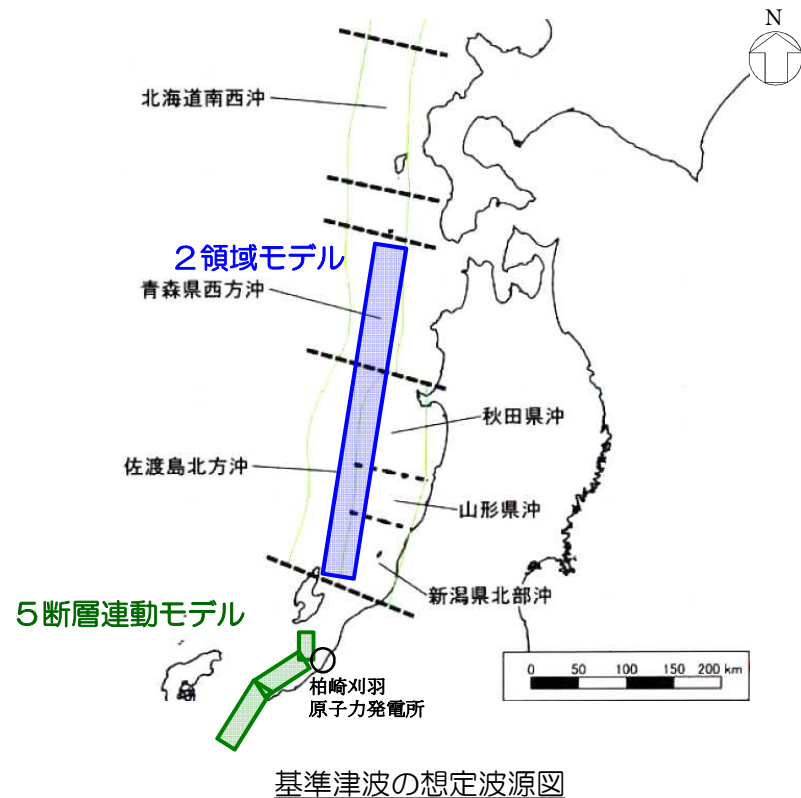 N
北海道南西沖
２領域モデル
青森県西方沖
秋田県沖
佐渡島北方沖
山形県沖
新潟県北部沖
５断層連動モデル
柏崎刈羽
原子力発電所
0 50 100 150 200 km
基準津波の想定波源図